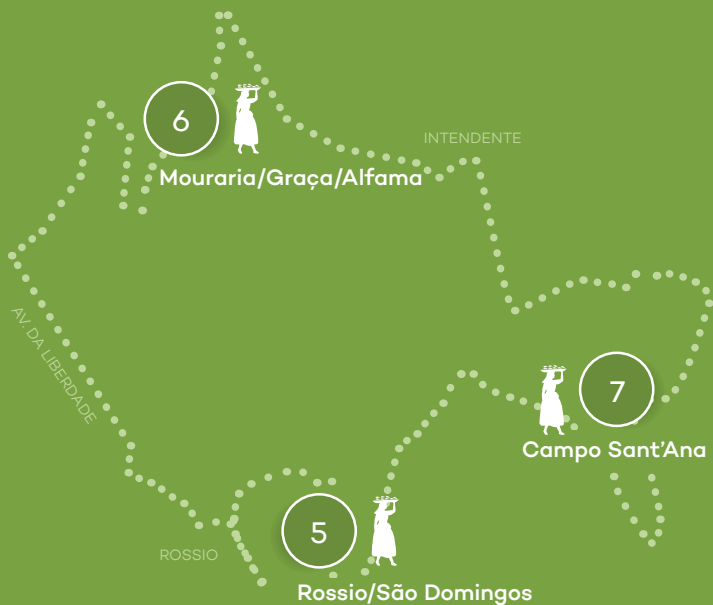 6
INTENDENTE
Mouraria/Graça/Alfama
AV. DA LIBERDADE
7
Campo Sant'Ana
5
ROSSIO
Rossio/São Domingos